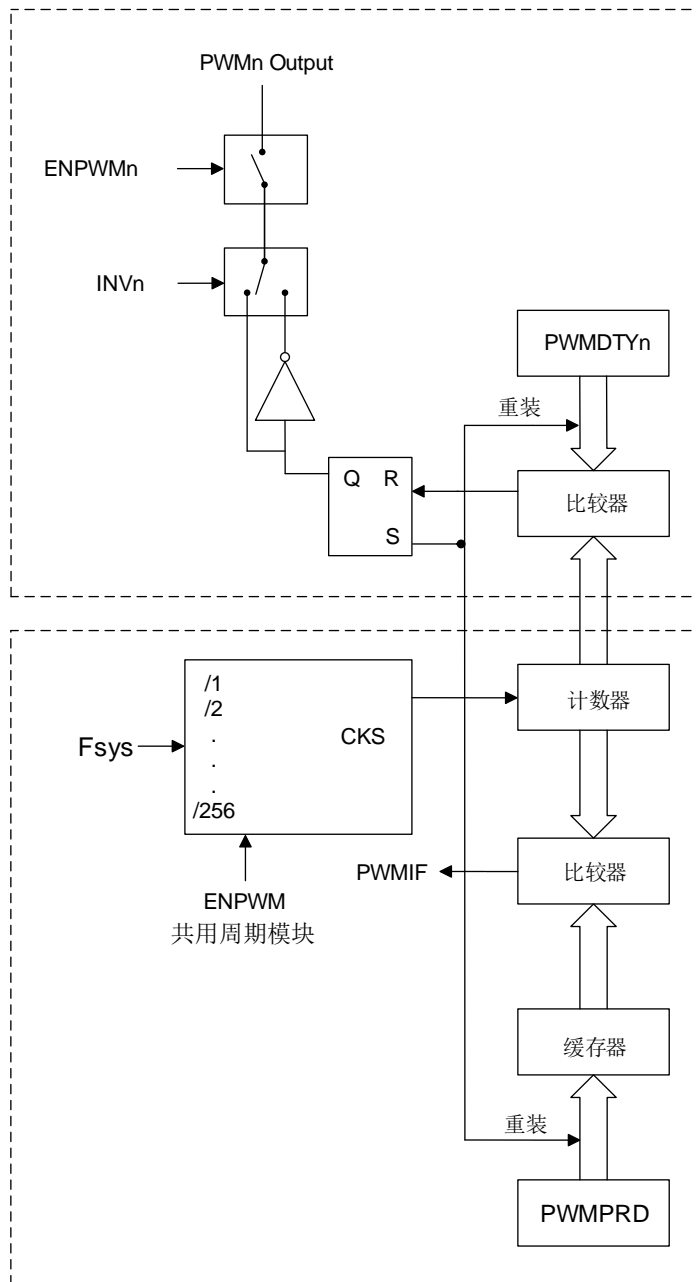 PWMn Output
ENPWMn
INVn
PWMDTYn
重装
Q R
S
比较器
/1
/2
.
.
.
/256
CKS
Fsys
计数器
ENPWM
共用周期模块
PWMIF
比较器
缓存器
重装
PWMPRD